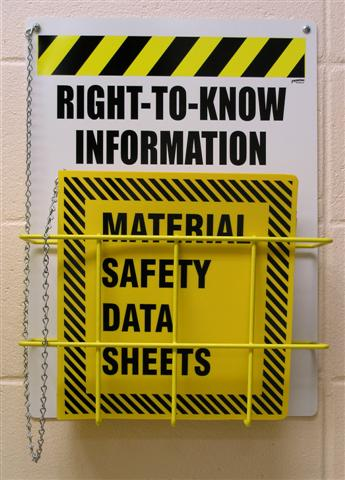 RIGHT-TO-KNOW
INFORMATION
MATERIAL
SAFETY
DATA
SHEETS